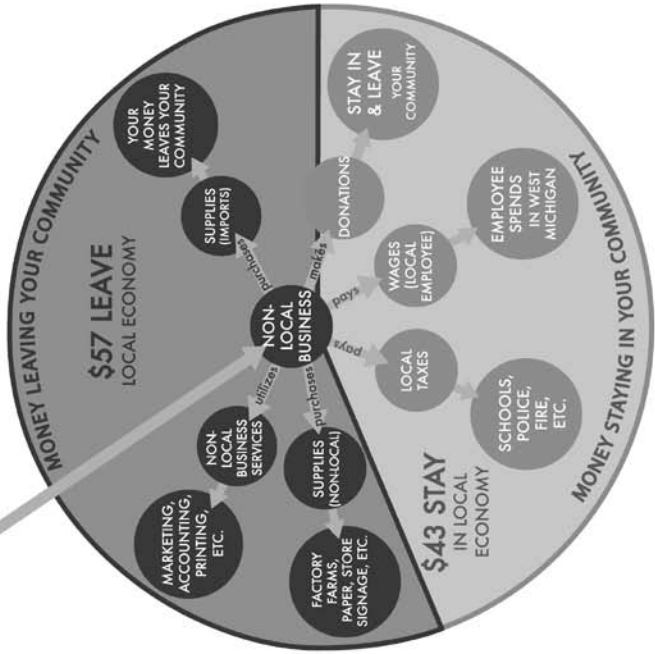 MONEY LEAVING YOUR COMMUNITY
$57 LEAVE
LOCAL ECONOMY
NON-
LOCAL
BUSINESS
utilizes
NON-
LOCAL
BUSINESS
SERVICES
MARKETING,
ACCOUNTING,
PRINTING,
ETC.
purchases
SUPPLIES
(NON-LOCAL)
FACTORY
FARMS,
PAPER, STORE
SIGNAGE, ETC.
purchases
SUPPLIES
(IMPORTS)
YOUR
MONEY
LEAVES YOUR
COMMUNITY
makes
DONATIONS
STAY IN
& LEAVE
YOUR
COMMUNITY
pays
WAGES
(LOCAL
EMPLOYEE)
EMPLOYEE
SPENDS
IN WEST
MICHIGAN
pays
LOCAL
TAXES
SCHOOLS,
POLICE,
FIRE,
ETC.
$43 STAY
IN LOCAL
ECONOMY
MONEY STAYING IN YOUR COMMUNITY